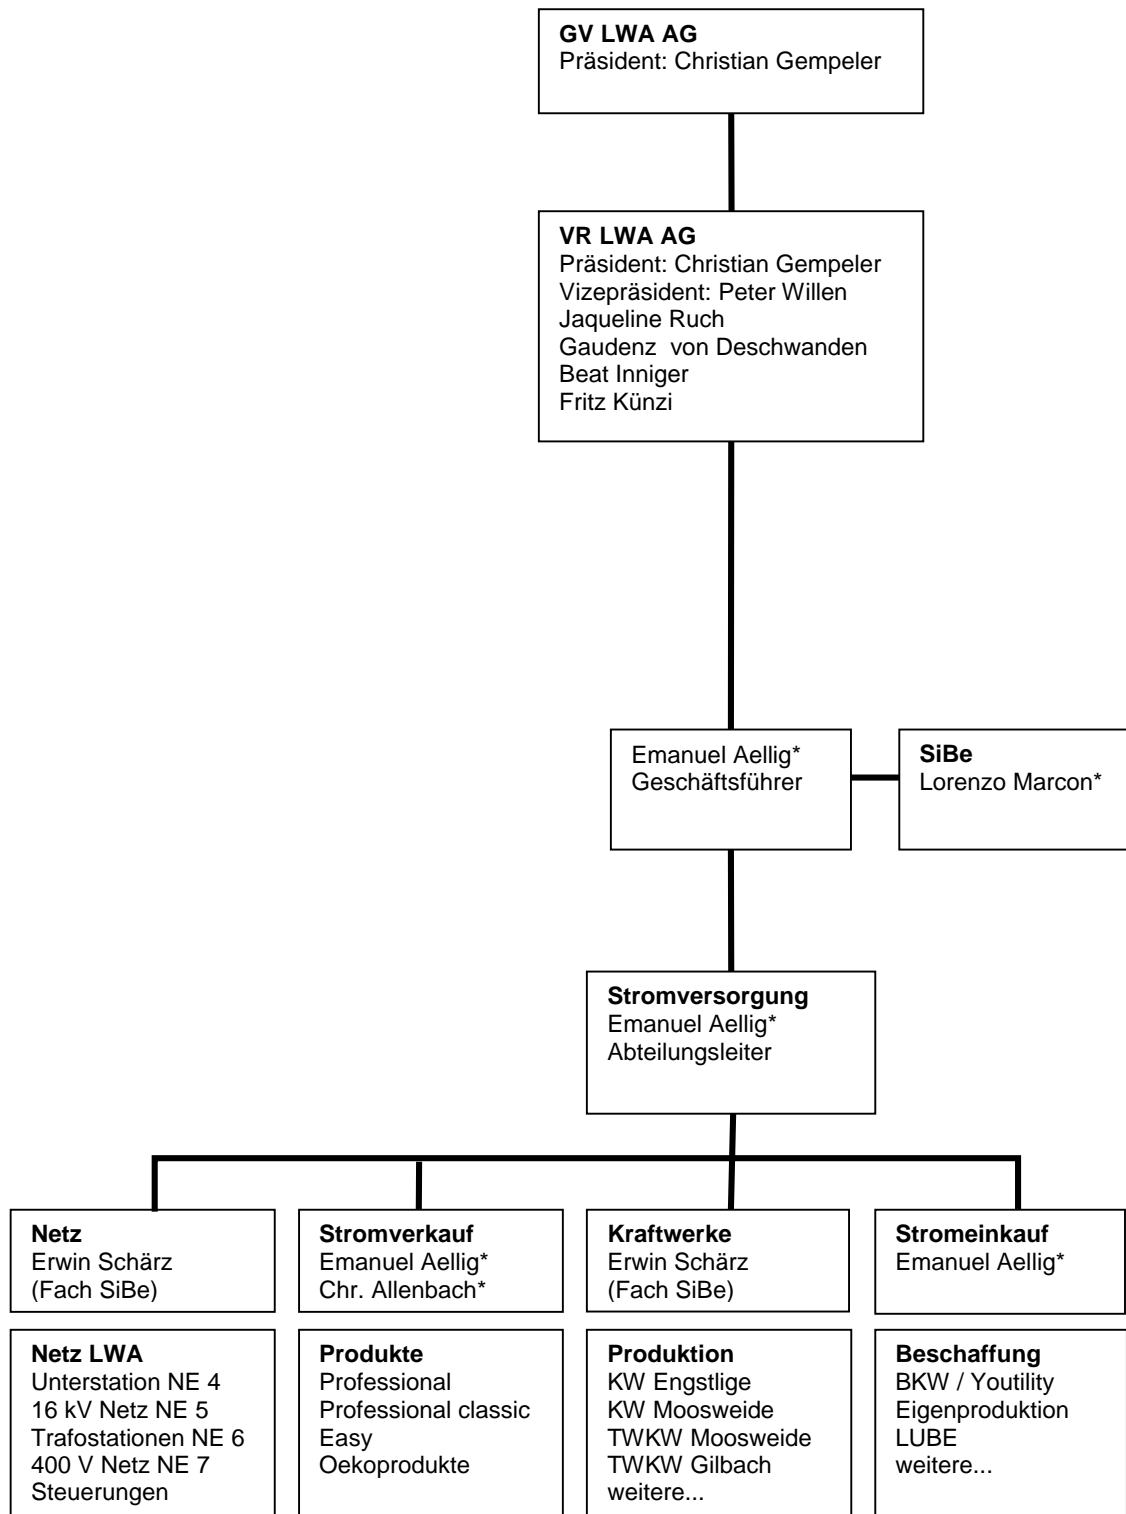 GV LWA AG
Präsident: Christian Gempeler
VR LWA AG
Präsident: Christian Gempeler
Vizepräsident: Peter Willen
Jaqueline Ruch
Gaudenz von Deschwanden
Beat Inniger
Fritz Künzi
Emanuel Aellig*
Geschäftsführer
SiBe
Lorenzo Marcon*
Stromversorgung
Emanuel Aellig*
Abteilungsleiter
Netz
Erwin Schärz
(Fach SiBe)
Stromverkauf
Emanuel Aellig*
Chr. Allenbach*
Kraftwerke
Erwin Schärz
(Fach SiBe)
Stromeinkauf
Emanuel Aellig*
Netz LWA
Unterstation NE 4
16 kV Netz NE 5
Trafostationen NE 6
400 V Netz NE 7
Steuerungen
Produkte
Professional
Professional classic
Easy
Oekoprodukte
Produktion
KW Engstlige
KW Moosweide
TWKW Moosweide
TWKW Gilbach
weitere...
Beschaffung
BKW / Youtility
Eigenproduktion
LUBE
weitere...